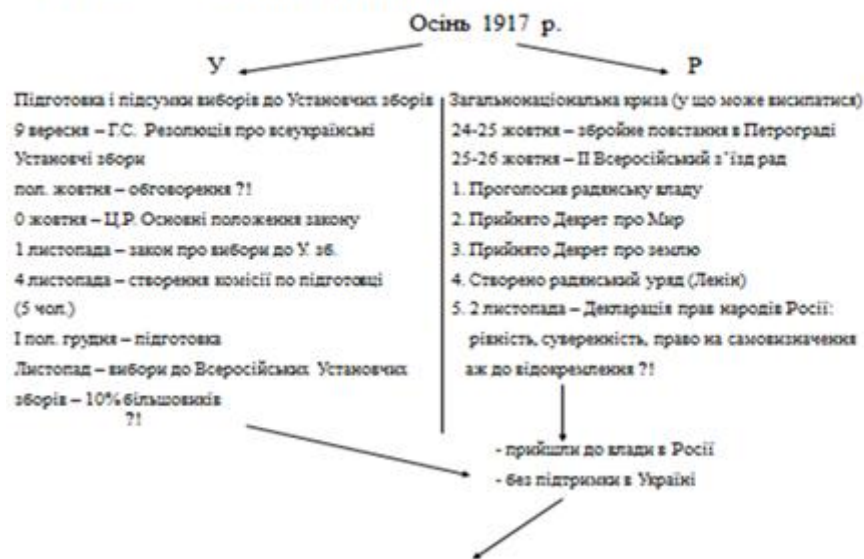 Осінь 1917 р.
У
Р
Підготовка і підсумки виборів до Установчих зборів
9 вересня – Г.С. Резолюція про всеукраїнські
Установчі збори
пол. жовтня – обговорення ?!
0 жовтня – Ц.Р. Основні положення закону
1 листопада – закон про вибори до У. зб.
4 листопада – створення комісії по підготовці
(5 чол.)
І пол. грудня – підготовка
Листопад – вибори до Всеросійських Установчих
зборів – 10% більшовиків
?!
Загальнонаціональна криза (у що може висипатися)
24-25 жовтня – збройне повстання в Петрограді
25-26 жовтня – ІІ Всеросійський з'їзд рад
1. Проголосив радянську владу
2. Прийнято Декрет про Мир
3. Прийнято Декрет про землю
4. Створено радянський уряд (Ленін)
5. 2 листопада – Декларація прав народів Росії:
рівність, суверенність, право на самовизначення
аж до відокремлення ?!
- прийшли до влади в Росії
- без підтримки в Україні